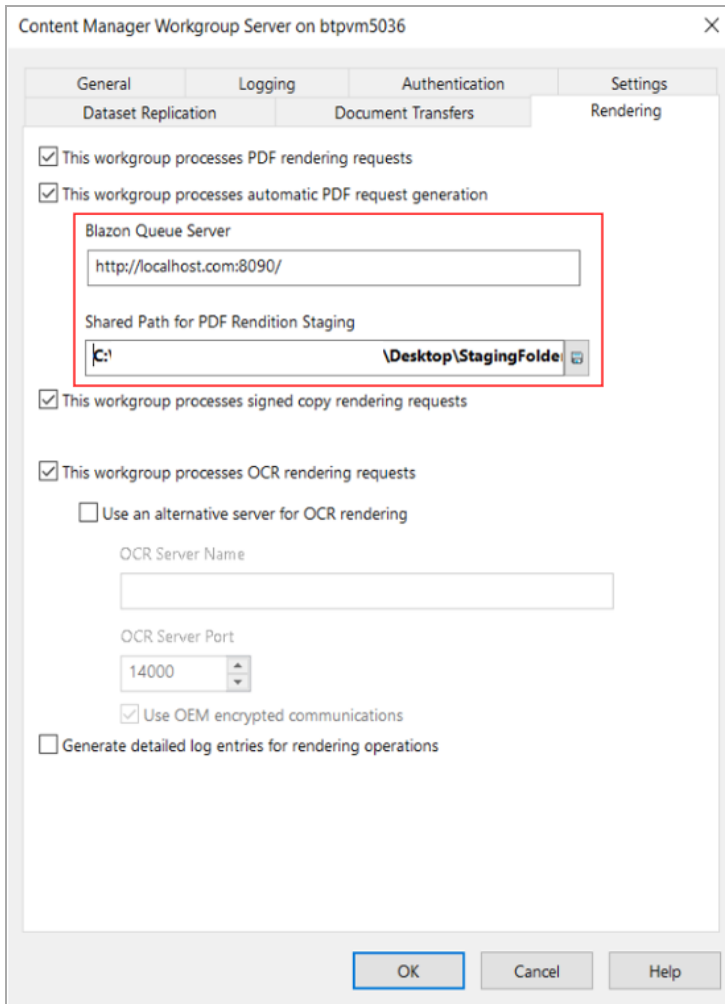 Content Manager Workgroup Server on btpvm5036
General Logging Authentication Settings
Dataset Replication Document Transfers Rendering
This workgroup processes PDF rendering requests
This workgroup processes automatic PDF request generation
Blazon Queue Server
http://localhost.com:8090/
Shared Path for PDF Rendition Staging
C:\ \Desktop\StagingFolde
This workgroup processes signed copy rendering requests
This workgroup processes OCR rendering requests
Use an alternative server for OCR rendering
OCR Server Name
OCR Server Port
14000
Use OEM encrypted communications
Generate detailed log entries for rendering operations
OK Cancel Help